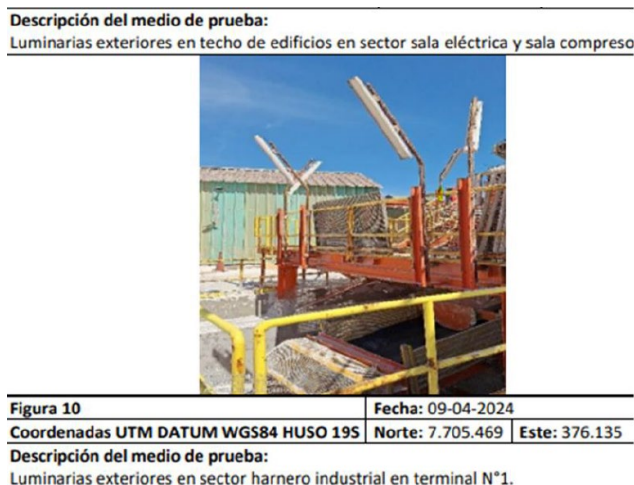 Descripción del medio de prueba:
Luminarias exteriores en techo de edificios en sector sala eléctrica y sala compreso
Figura 10 Fecha: 09-04-2024
Coordenadas UTM DATUM WGS84 HUSO 19S Norte: 7.705.469 Este: 376.135
Descripción del medio de prueba:
Luminarias exteriores en sector harnero industrial en terminal N°1.